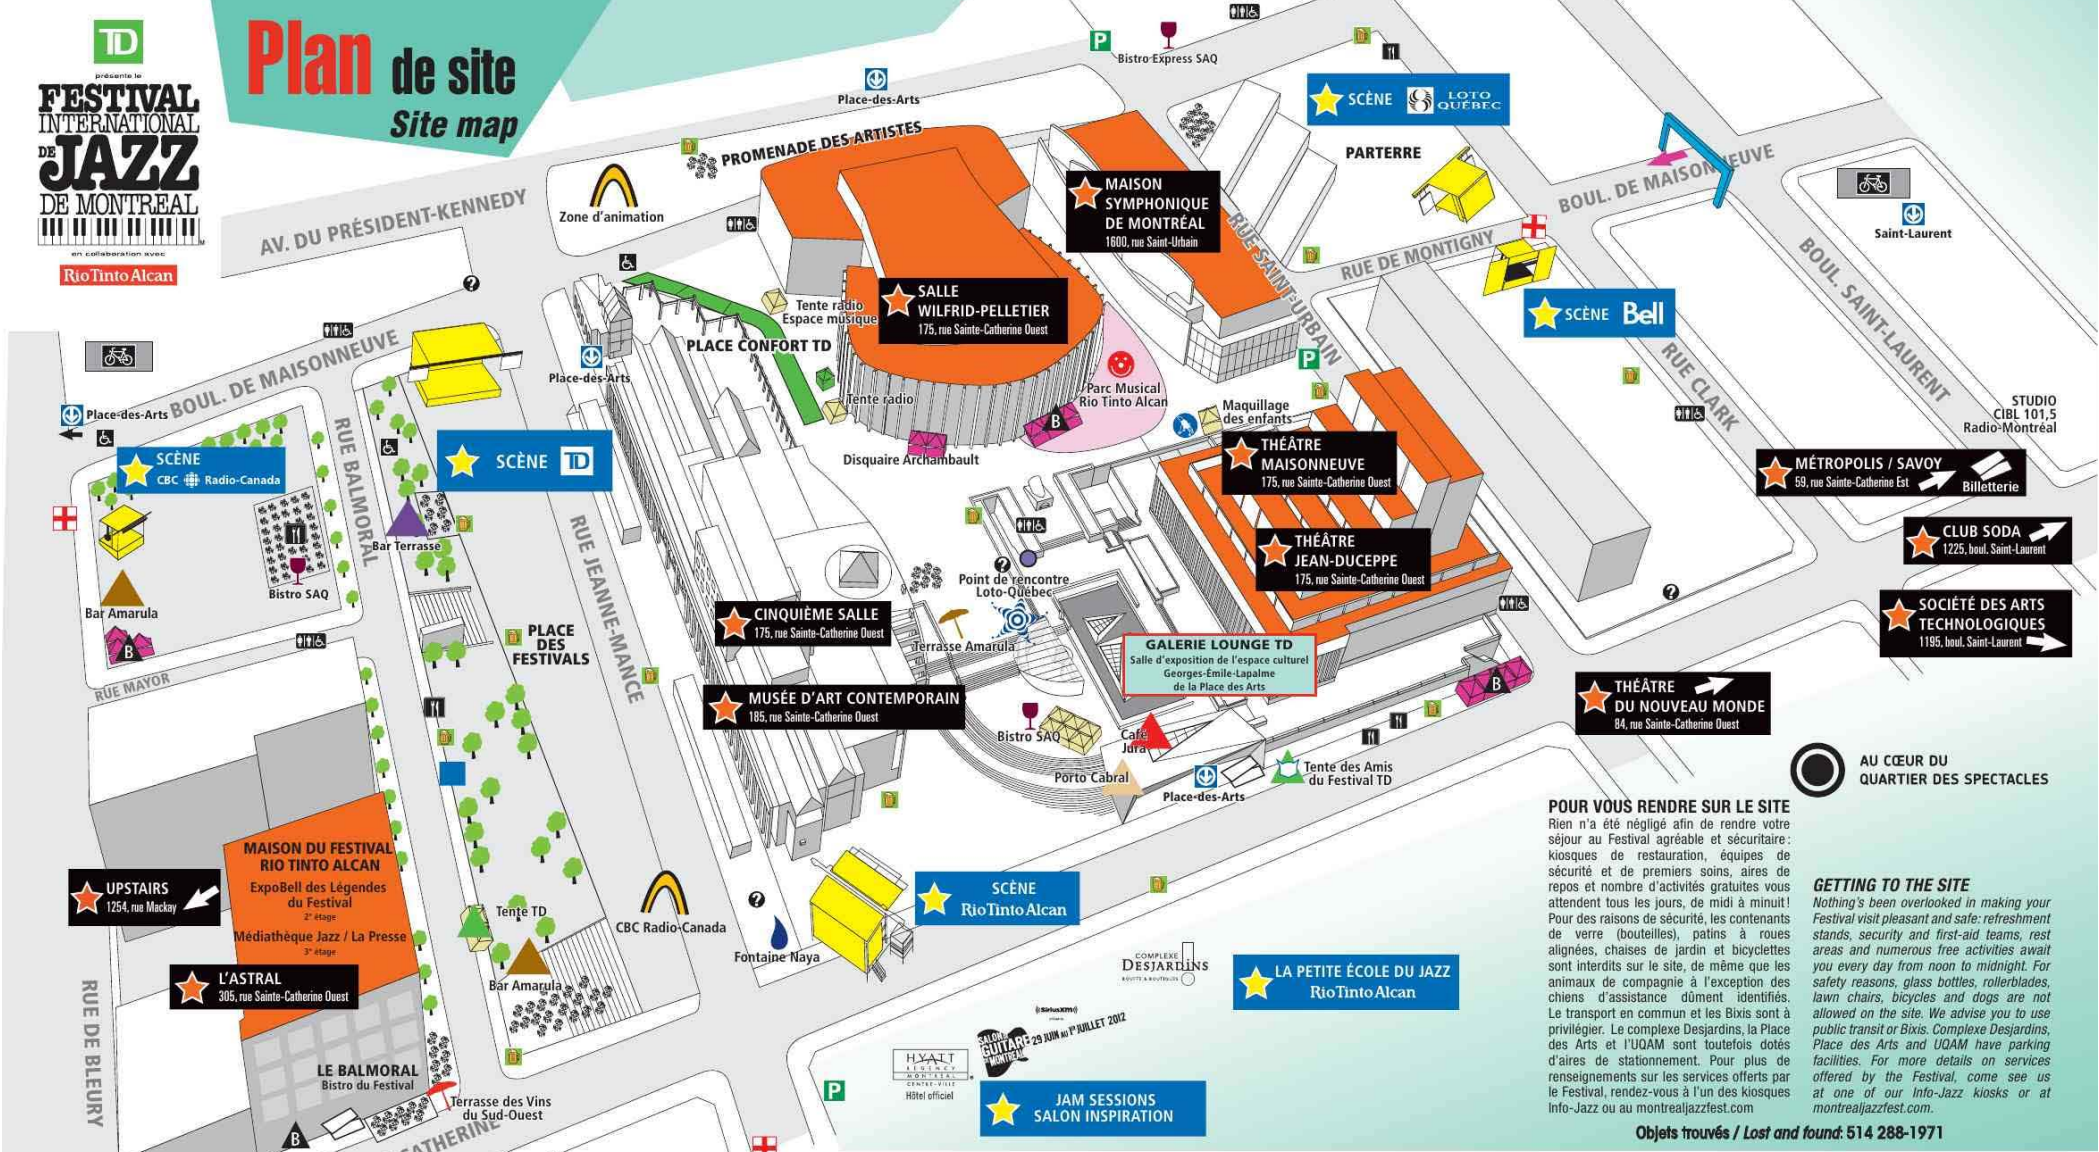 TD
présente le
FESTIVAL
INTERNATIONAL
DE JAZZ
DE MONTRÉAL
en collaboration avec
RioTintoAlcan
Plan de site
Site map
Place-des-Arts
PROMENADE DES ARTISTES
AV. DU PRÉSIDENT-KENNEDY
Zone d'animation
P
Bistro Express SAQ
SCÈNE LOTO QUÉBEC
PARTERRE
MAISON
SYMPHONIQUE
DE MONTRÉAL
1600, rue Saint-Urbain
RUE SAINT-URBAIN
BOUL. DE MAISONNEUVE
RUE DE MONTIGNY
Saint-Laurent
BOUL. SAINT-LAURENT
SCÈNE Bell
RUE CLARK
STUDIO
CIBL 101,5
Radio-Montréal
?
Tente radio
Espace musique
SALLE
WILFRID-PELLETIER
175, rue Sainte-Catherine Ouest
PLACE CONFORT TD
Place-des-Arts
Tente radio
Parc Musical
Rio Tinto Alcan
B
Disquaire Archambault
P
Maquillage
des enfants
THÉÂTRE
MAISONNEUVE
175, rue Sainte-Catherine Ouest
THÉÂTRE
JEAN-DUCEPPE
175, rue Sainte-Catherine Ouest
MÉTROPOLIS / SAVOY
59, rue Sainte-Catherine Est
Billetterie
CLUB SODA
1225, boul. Saint-Laurent
SOCIÉTÉ DES ARTS
TECHNOLOGIQUES
1195, boul. Saint-Laurent
?
THÉÂTRE
DU NOUVEAU MONDE
84, rue Sainte-Catherine Ouest
BOUL. DE MAISONNEUVE
Place-des-Arts
RUE BALMORAL
SCÈNE
CBC Radio-Canada
SCÈNE TD
Bar Terrasse
RUE JEANNE-MANCE
Bistro SAQ
Bar Amarula
B
RUE MAYOR
PLACE
DES
FESTIVALS
?
Point de rencontre
Loto-Québec
CINQUIÈME SALLE
175, rue Sainte-Catherine Ouest
Terrasse Amarula
GALERIE LOUNGE TD
Salle d'exposition de l'espace culturel
Georges-Émile-Lapalme
de la Place des Arts
B
MUSÉE D'ART CONTEMPORAIN
185, rue Sainte-Catherine Ouest
Bistro SAQ
Café
Jura
Porto Cabral
Place-des-Arts
Tente des Amis
du Festival TD
MAISON DU FESTIVAL
RIO TINTO ALCAN
ExpoBell des Légendes
du Festival
2e étage
Médiathèque Jazz / La Presse
3e étage
UPSTAIRS
1254, rue Mackay
L'ASTRAL
305, rue Sainte-Catherine Ouest
RUE DE BLEURY
LE BALMORAL
Bistro du Festival
B
Terrasse des Vins
du Sud-Ouest
Tente TD
Bar Amarula
CBC Radio-Canada
?
Fontaine Naya
SCÈNE
RioTintoAlcan
COMPLEXE
DESJARDINS
LA PETITE ÉCOLE DU JAZZ
RioTintoAlcan
SiriusXM
SALON
GUITARE
MONTRÉAL
29 JUIN AU 1er JUILLET 2012
HYATT
REGENCY
MONTREAL
CENTRE-VILLE
Hôtel officiel
P
JAM SESSIONS
SALON INSPIRATION
AU CŒUR DU
QUARTIER DES SPECTACLES
POUR VOUS RENDRE SUR LE SITE
Rien n'a été négligé afin de rendre votre
séjour au Festival agréable et sécuritaire :
kiosques de restauration, équipes de
sécurité et de premiers soins, aires de
repos et nombre d'activités gratuites vous
attendent tous les jours, de midi à minuit!
Pour des raisons de sécurité, les contenants
de verre (bouteilles), patins à roues
alignées, chaises de jardin et bicyclettes
sont interdits sur le site, de même que les
animaux de compagnie à l'exception des
chiens d'assistance dûment identifiés.
Le transport en commun et les Bixis sont à
privilégier. Le complexe Desjardins, la Place
des Arts et l'UQAM sont toutefois dotés
d'aires de stationnement. Pour plus de
renseignements sur les services offerts par
le Festival, rendez-vous à l'un des kiosques
Info-Jazz ou au montrealjazzfest.com
GETTING TO THE SITE
Nothing's been overlooked in making your
Festival visit pleasant and safe: refreshment
stands, security and first-aid teams, rest
areas and numerous free activities await
you every day from noon to midnight. For
safety reasons, glass bottles, rollerblades,
lawn chairs, bicycles and dogs are not
allowed on the site. We advise you to use
public transit or Bixis. Complexe Desjardins,
Place des Arts and UQAM have parking
facilities. For more details on services
offered by the Festival, come see us
at one of our Info-Jazz kiosks or at
montrealjazzfest.com.
Objets trouvés / Lost and found: 514 288-1971